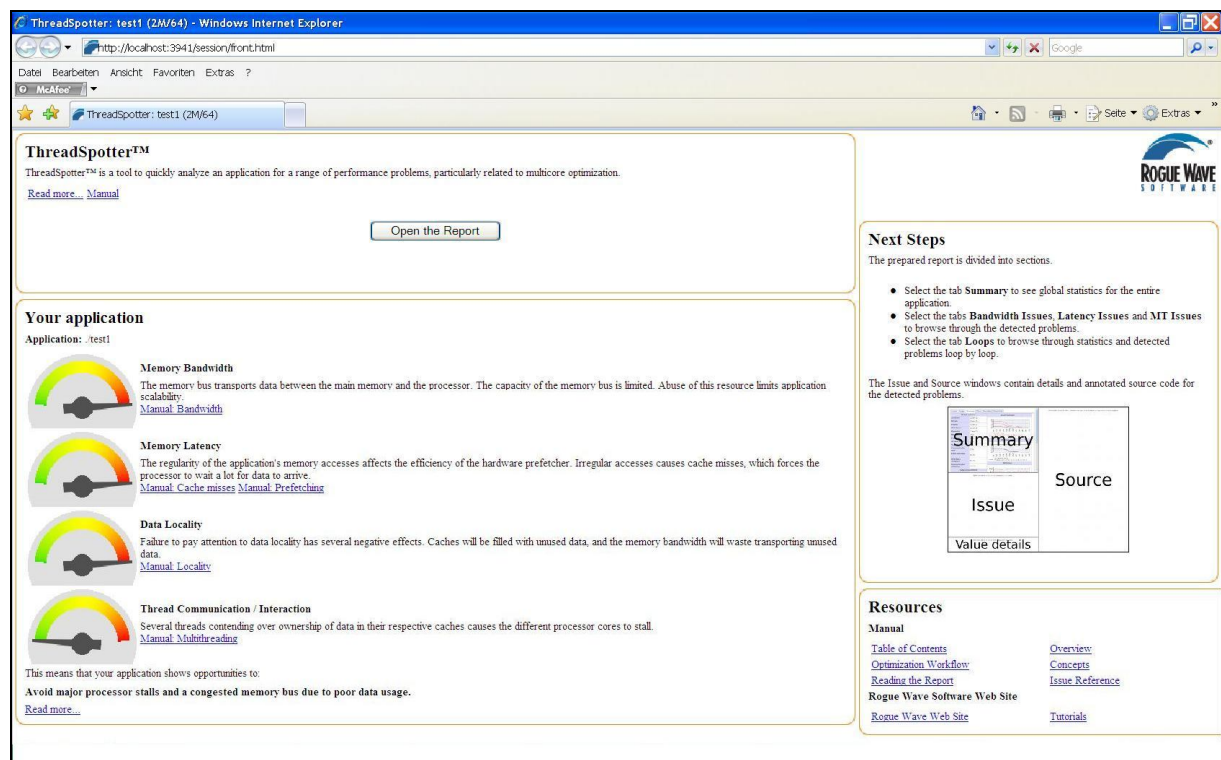 ThreadSpotter: test1 (2M/64) - Windows Internet Explorer
http://localhost:3941/session/front.html
Google
Datei Bearbeiten Ansicht Favoriten Extras ?
McAfee
ThreadSpotter: test1 (2M/64)
Seite Extras
ThreadSpotter™
ThreadSpotter™ is a tool to quickly analyze an application for a range of performance problems, particularly related to multicore optimization.
Read more... Manual
Open the Report
Your application
Application: ./test1
Memory Bandwidth
The memory bus transports data between the main memory and the processor. The capacity of the memory bus is limited. Abuse of this resource limits application
scalability.
Manual: Bandwidth
Memory Latency
The regularity of the application's memory accesses affects the efficiency of the hardware prefetcher. Irregular accesses causes cache misses, which forces the
processor to wait a lot for data to arrive.
Manual: Cache misses Manual: Prefetching
Data Locality
Failure to pay attention to data locality has several negative effects. Caches will be filled with unused data, and the memory bandwidth will waste transporting unused
data.
Manual: Locality
Thread Communication / Interaction
Several threads contending over ownership of data in their respective caches causes the different processor cores to stall.
Manual: Multithreading
This means that your application shows opportunities to:
Avoid major processor stalls and a congested memory bus due to poor data usage.
Read more...
ROGUE WAVE
SOFTWARE
Next Steps
The prepared report is divided into sections.
● Select the tab Summary to see global statistics for the entire
application.
● Select the tabs Bandwidth Issues, Latency Issues and MT Issues
to browse through the detected problems.
● Select the tab Loops to browse through statistics and detected
problems loop by loop.
The Issue and Source windows contain details and annotated source code for
the detected problems.
Summary
Source
Issue
Value details
Resources
Manual
Table of Contents Overview
Optimization Workflow Concepts
Reading the Report Issue Reference
Rogue Wave Software Web Site
Rogue Wave Web Site Tutorials